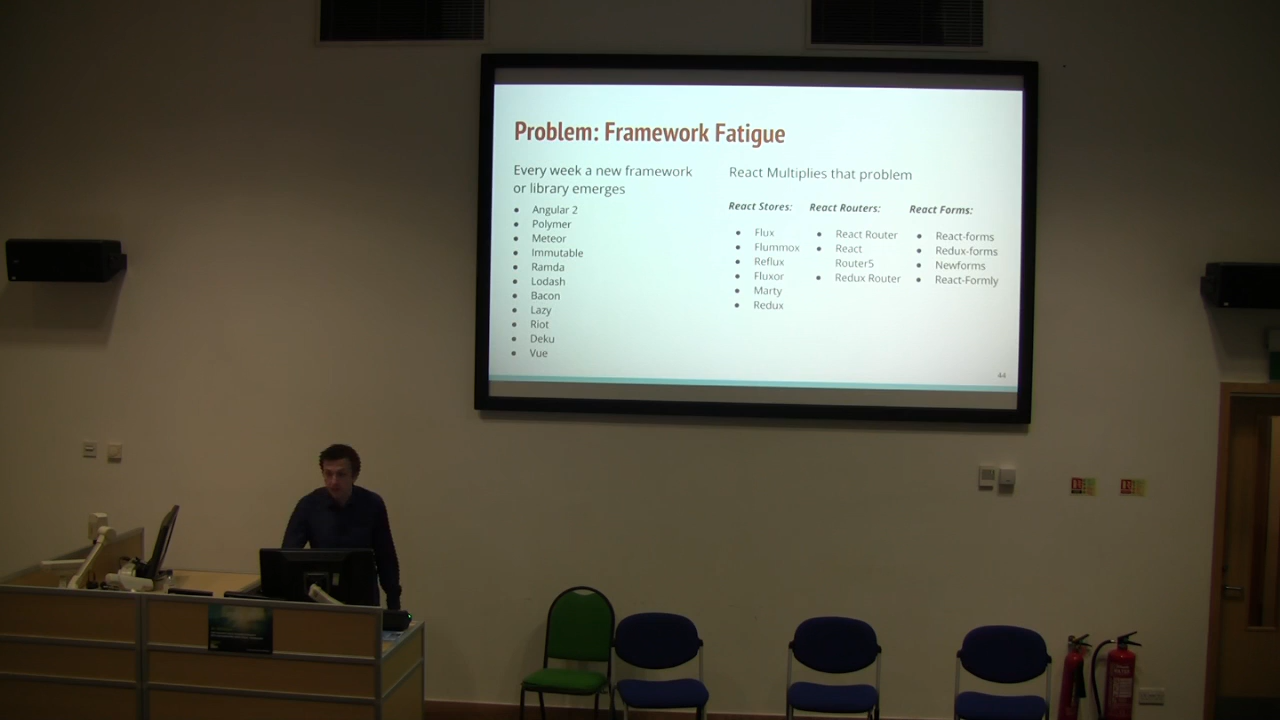 Problem: Framework Fatigue
Every week a new framework
or library emerges
Angular 2
Polymer
Meteor
Immutable
Ramda
Lodash
Bacon
Lazy
Riot
Deku
Vue
React Multiplies that problem
React Stores:
Flux
Flummox
Reflux
Fluxor
Marty
Redux
React Routers:
React Router
React
Router5
Redux Router
React Forms:
React-forms
Redux-forms
Newforms
React-Formly
44